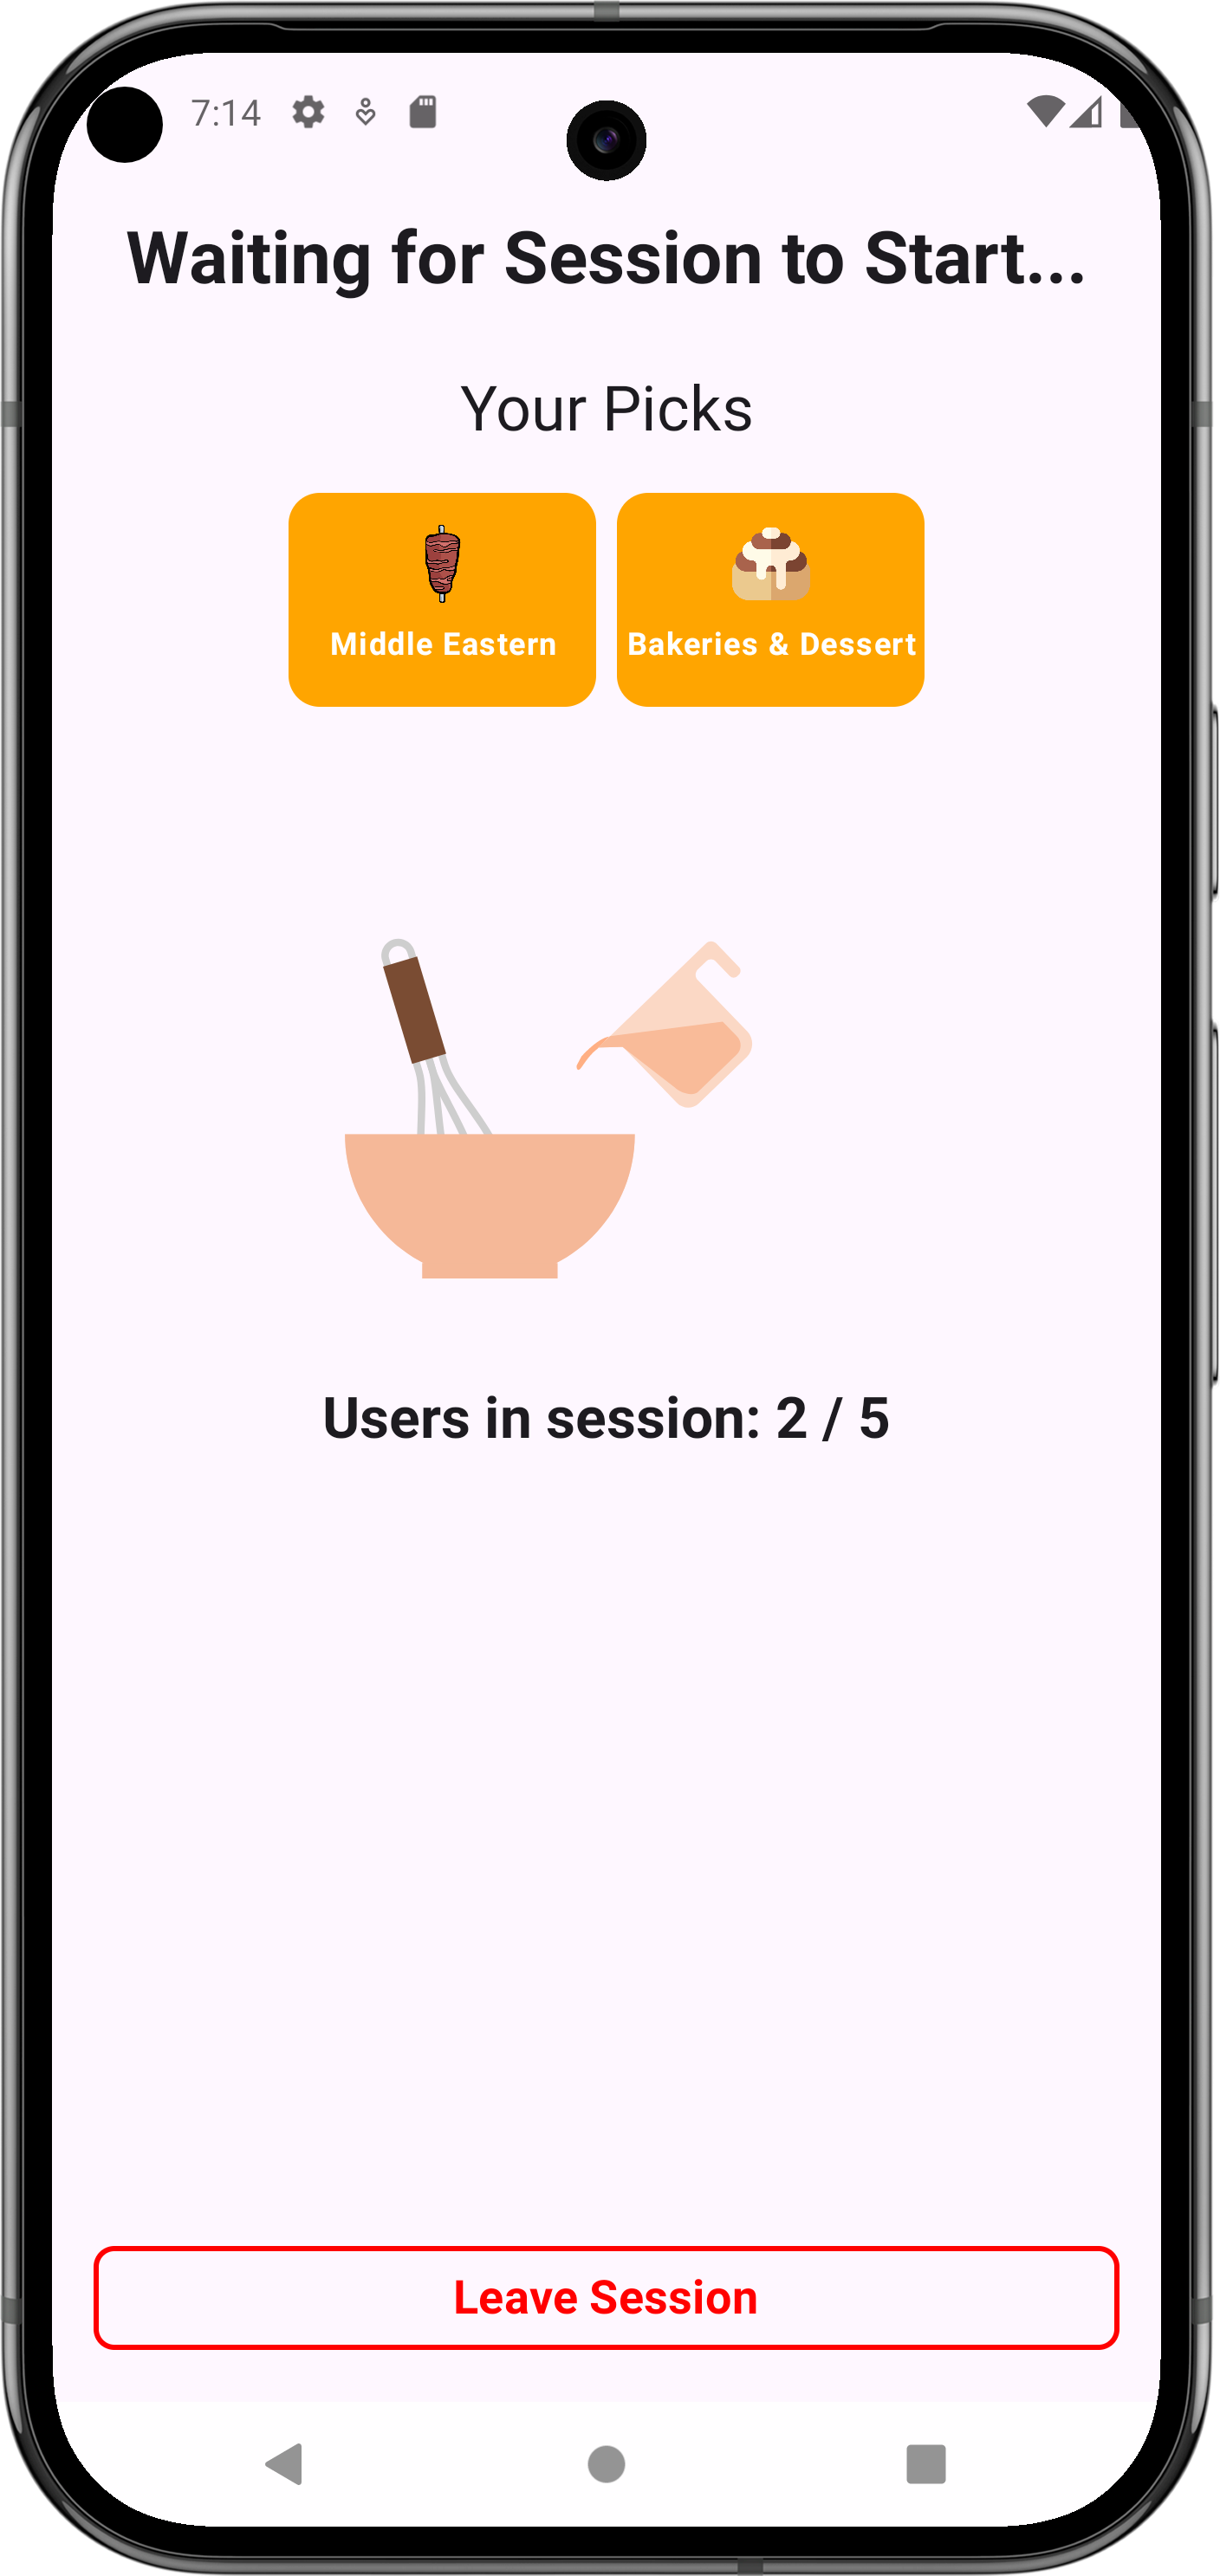 7:14
Waiting for Session to Start...
Your Picks
Middle Eastern
Bakeries & Dessert
Users in session: 2 / 5
Leave Session